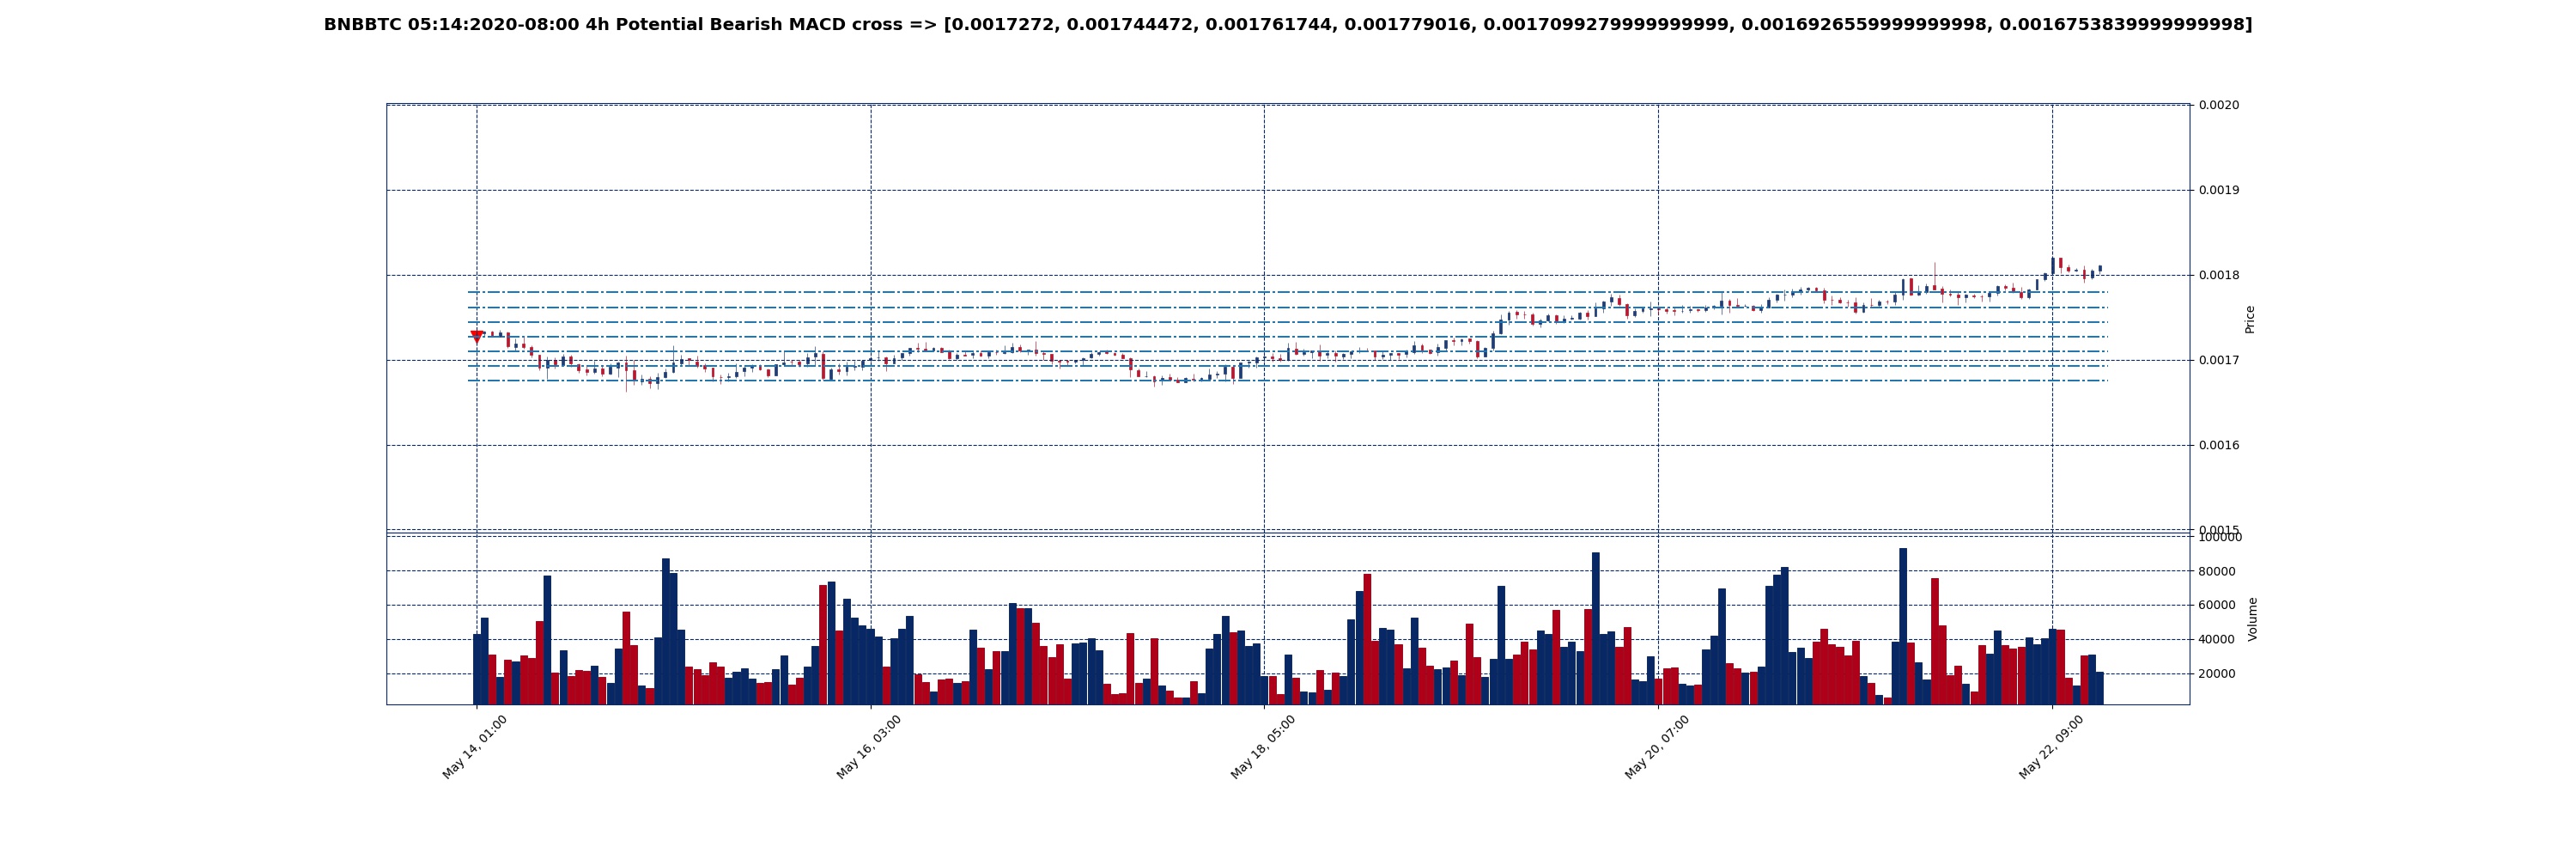 BNBBTC 05:14:2020-08:00 4h Potential Bearish MACD cross => [0.0017272, 0.001744472, 0.001761744, 0.001779016, 0.0017099279999999999, 0.0016926559999999998, 0.0016753839999999998]
0.0020
0.0019
0.0018
0.0017
0.0016
0.0015
Price
100000
80000
60000
40000
20000
Volume
May 14, 01:00
May 16, 03:00
May 18, 05:00
May 20, 07:00
May 22, 09:00